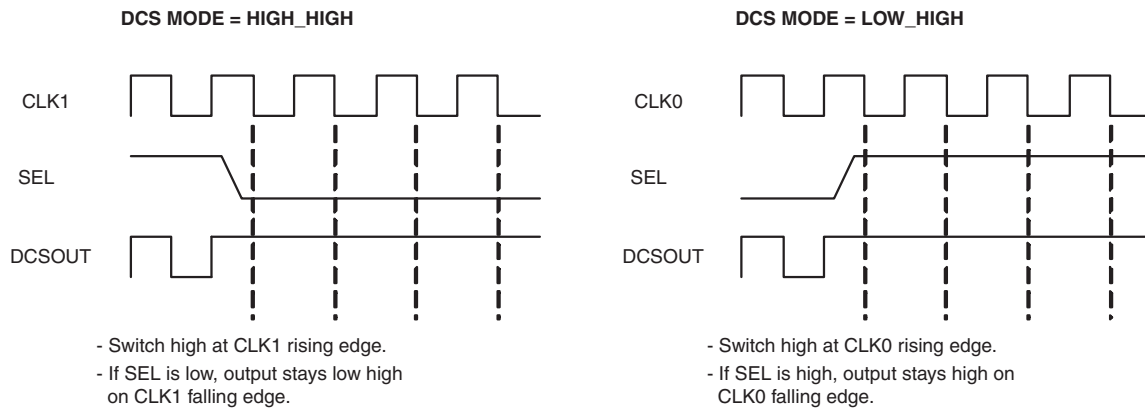 DCS MODE = HIGH_HIGH
CLK1
SEL
DCSOUT
- Switch high at CLK1 rising edge.
- If SEL is low, output stays low high
on CLK1 falling edge.
DCS MODE = LOW_HIGH
CLK0
SEL
DCSOUT
- Switch high at CLK0 rising edge.
- If SEL is high, output stays high on
CLK0 falling edge.